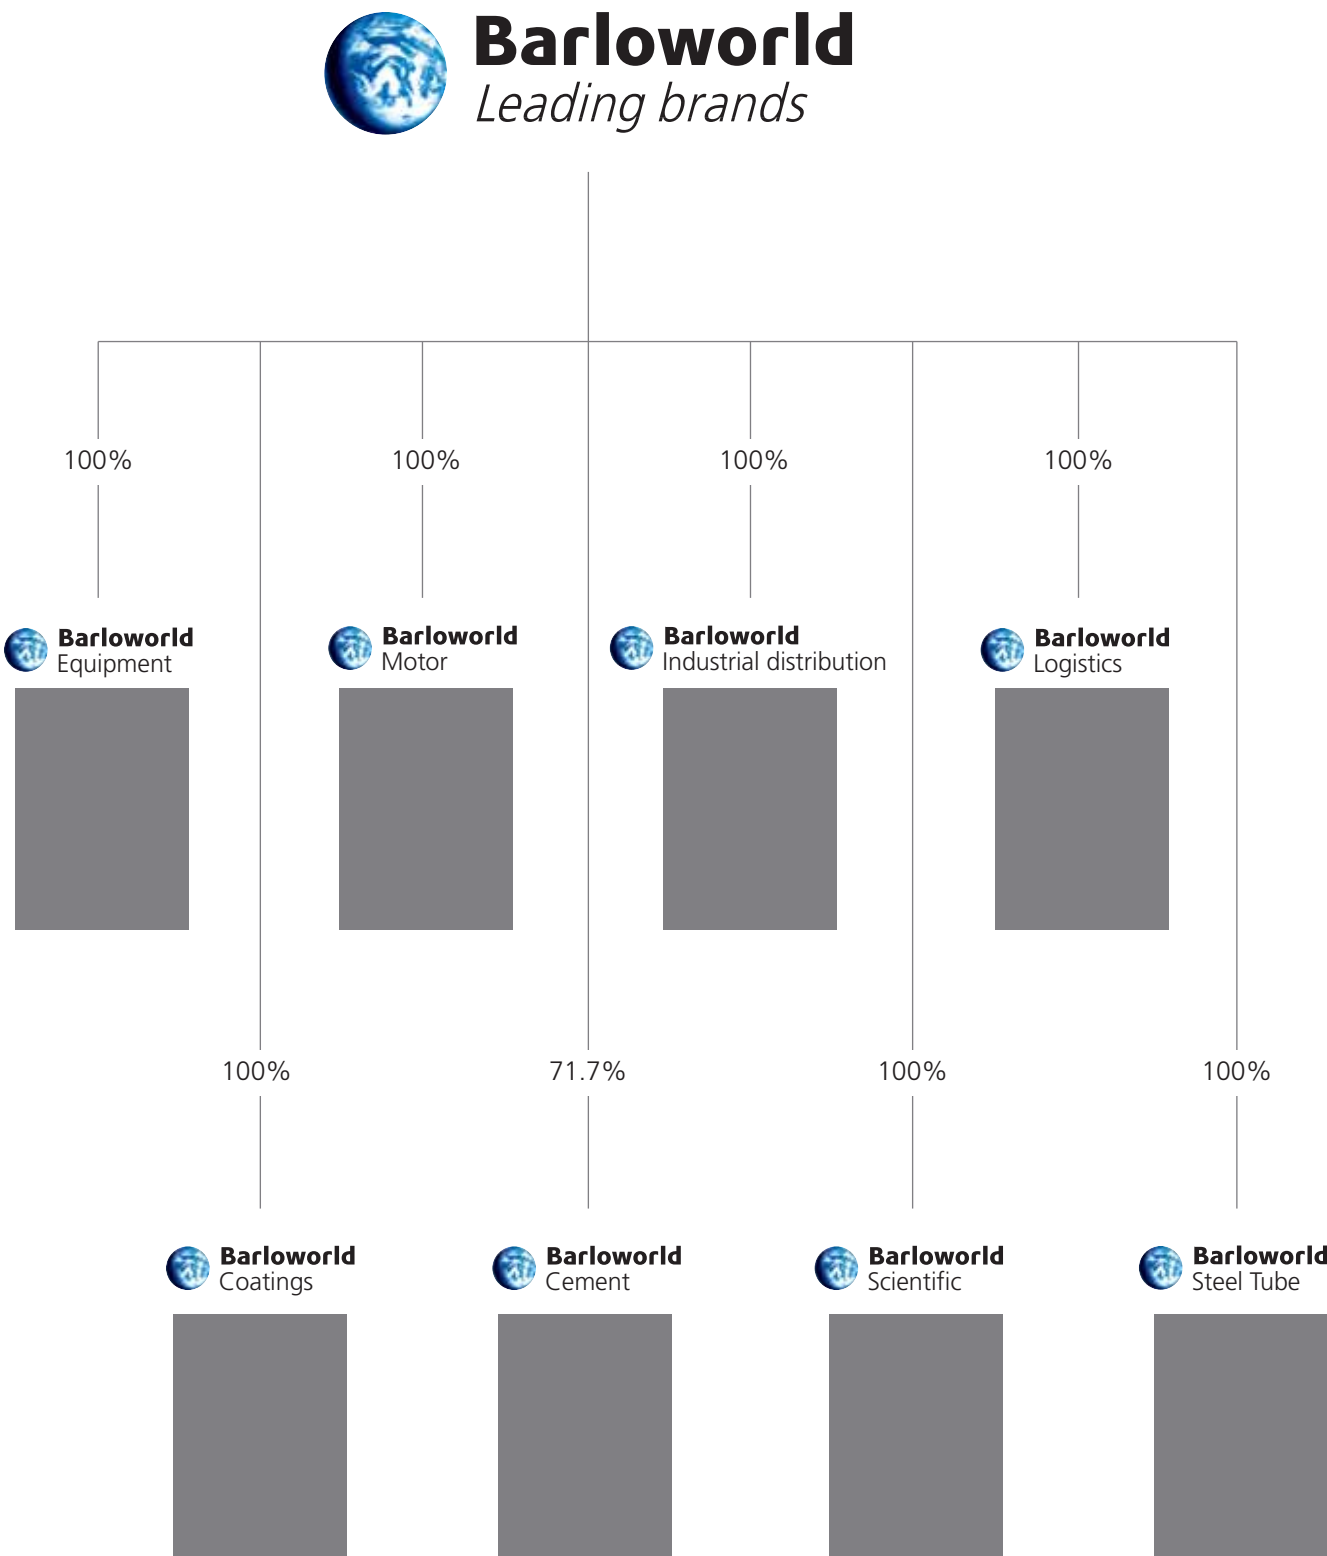 Barloworld
Leading brands
100%
100%
100%
100%
Barloworld
Equipment
Barloworld
Motor
Barloworld
Industrial distribution
Barloworld
Logistics
100%
71.7%
100%
100%
Barloworld
Coatings
Barloworld
Cement
Barloworld
Scientific
Barloworld
Steel Tube